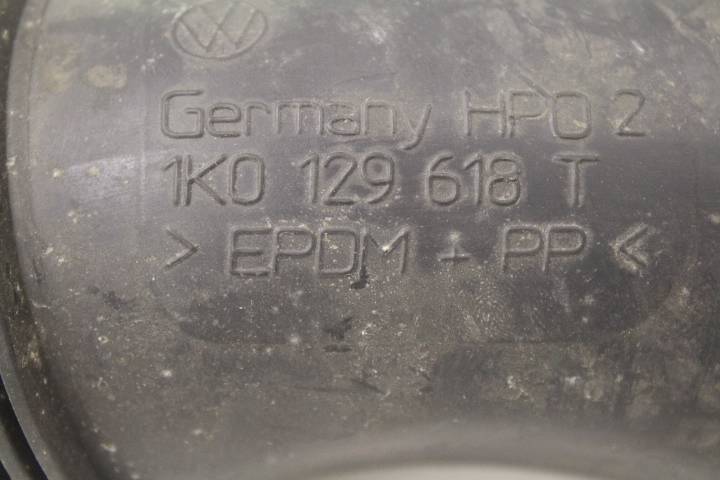 Germany HPO 2
1K0 129 618 T
> EPDM + PP <